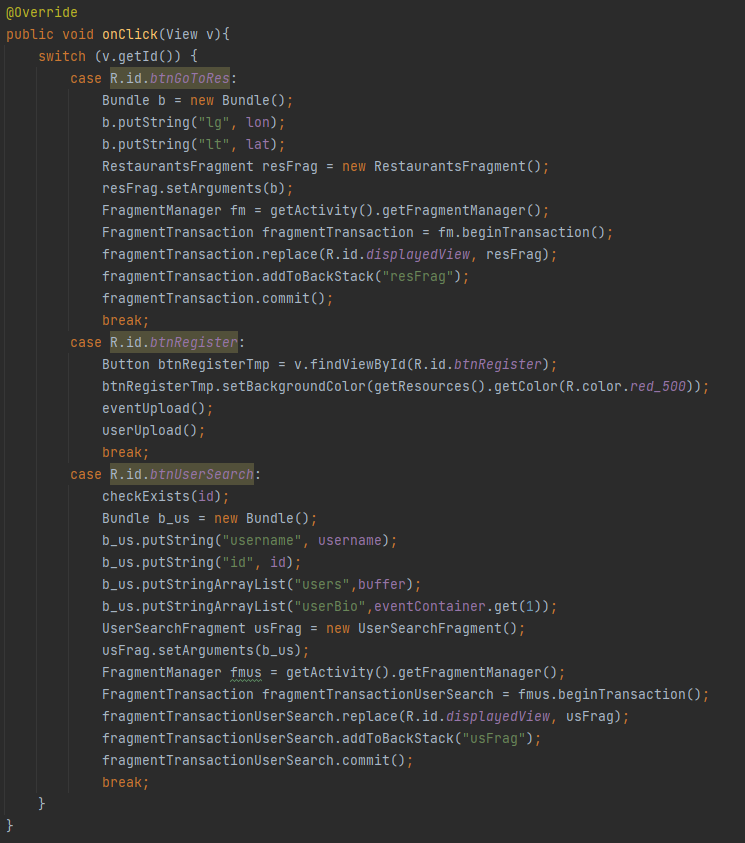 @Override
public void onClick(View v){
    switch (v.getId()) {
        case R.id.btnGoToRes:
            Bundle b = new Bundle();
            b.putString("lg", lon);
            b.putString("lt", lat);
            RestaurantsFragment resFrag = new RestaurantsFragment();
            resFrag.setArguments(b);
            FragmentManager fm = getActivity().getFragmentManager();
            FragmentTransaction fragmentTransaction = fm.beginTransaction();
            fragmentTransaction.replace(R.id.displayedView, resFrag);
            fragmentTransaction.addToBackStack("resFrag");
            fragmentTransaction.commit();
            break;
        case R.id.btnRegister:
            Button btnRegisterTmp = v.findViewById(R.id.btnRegister);
            btnRegisterTmp.setBackgroundColor(getResources().getColor(R.color.red_500));
            eventUpload();
            userUpload();
            break;
        case R.id.btnUserSearch:
            checkExists(id);
            Bundle b_us = new Bundle();
            b_us.putString("username", username);
            b_us.putString("id", id);
            b_us.putStringArrayList("users",buffer);
            b_us.putStringArrayList("userBio",eventContainer.get(1));
            UserSearchFragment usFrag = new UserSearchFragment();
            usFrag.setArguments(b_us);
            FragmentManager fmus = getActivity().getFragmentManager();
            FragmentTransaction fragmentTransactionUserSearch = fmus.beginTransaction();
            fragmentTransactionUserSearch.replace(R.id.displayedView, usFrag);
            fragmentTransactionUserSearch.addToBackStack("usFrag");
            fragmentTransactionUserSearch.commit();
            break;
    }
}